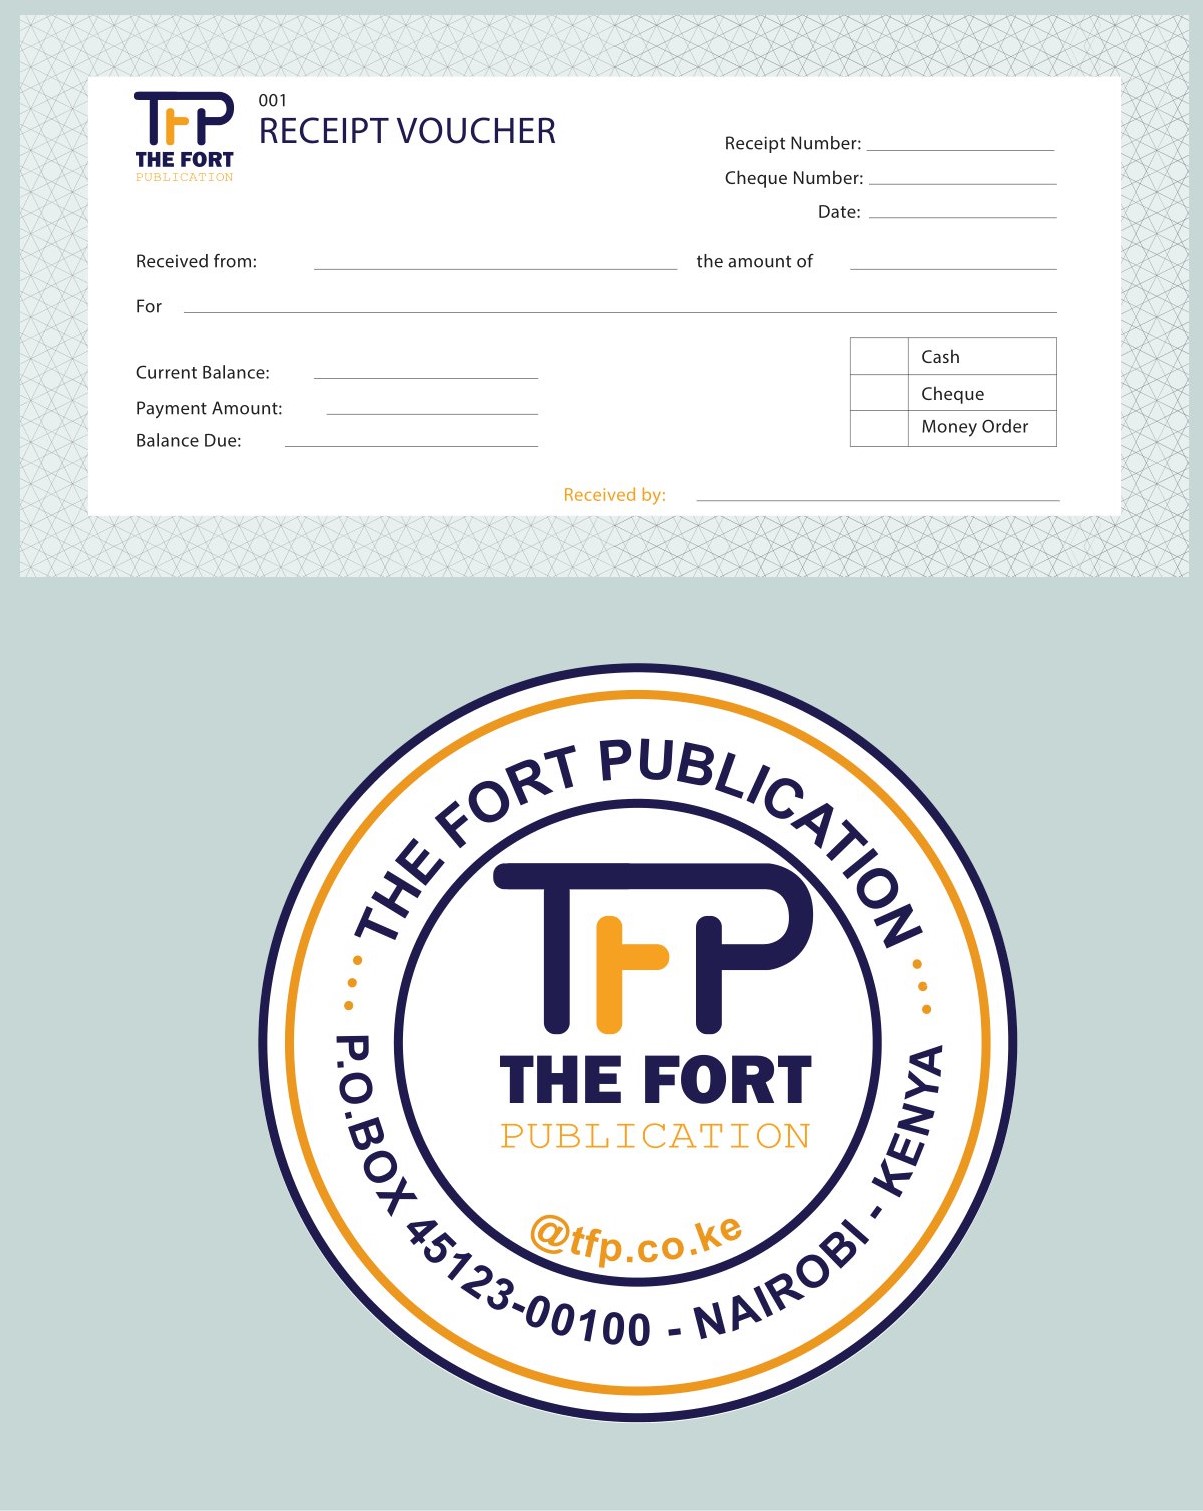 TFP
THE FORT
PUBLICATION
001
RECEIPT VOUCHER
Receipt Number:
Cheque Number:
Date:
Received from:
the amount of
For
Current Balance:
Payment Amount:
Balance Due:
Cash
Cheque
Money Order
Received by:
THE FORT PUBLICATION
TFP
THE FORT
PUBLICATION
@tfp.co.ke
P.O.BOX 45123-00100 - NAIROBI - KENYA